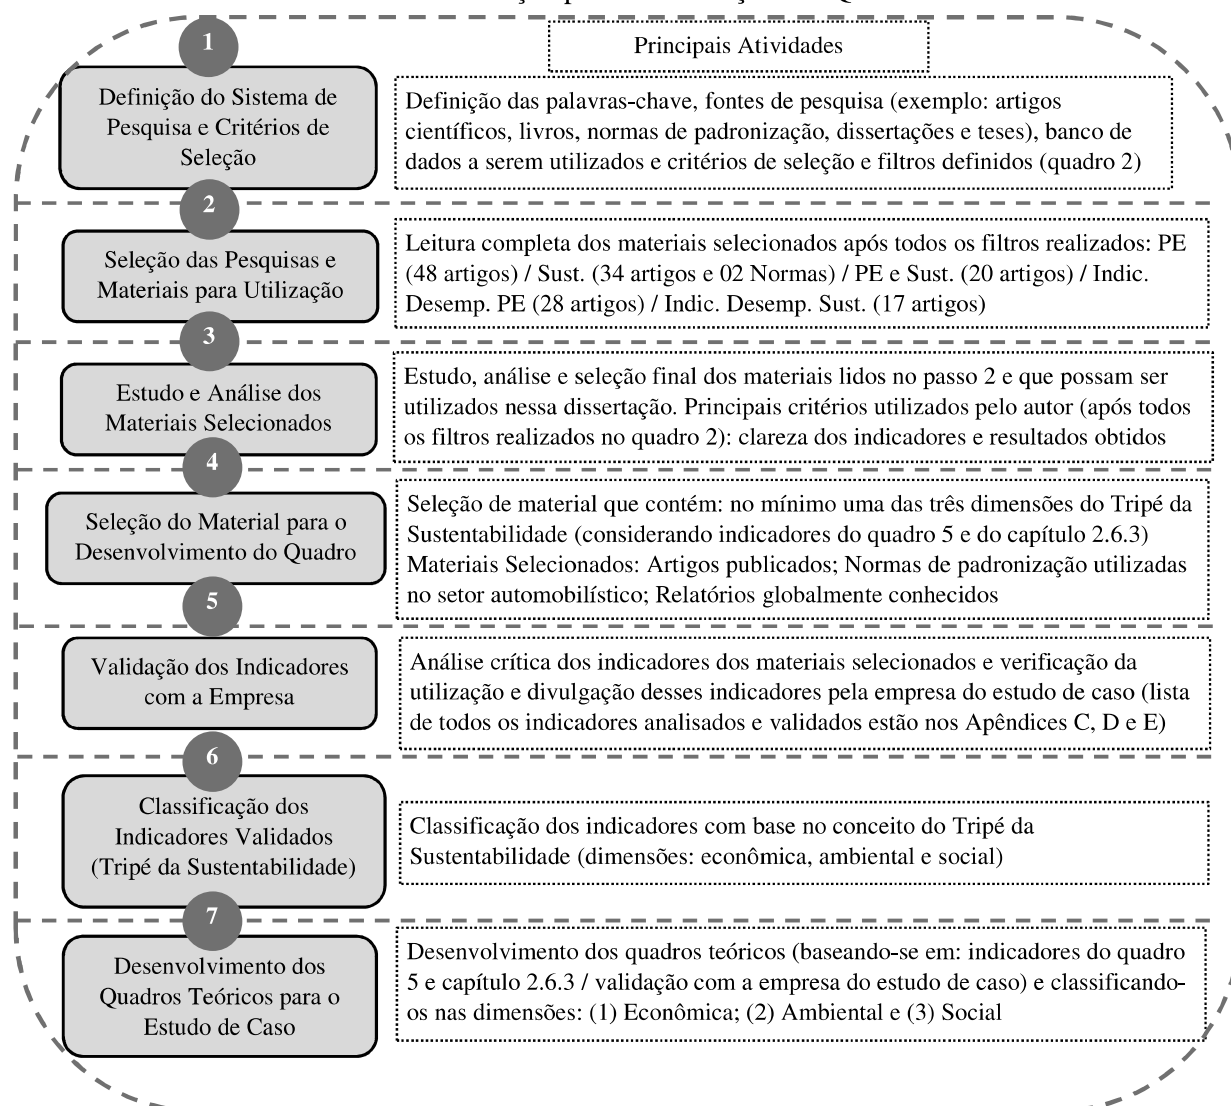 Principais Atividades
1
Definição do Sistema de
Pesquisa e Critérios de
Seleção
Definição das palavras-chave, fontes de pesquisa (exemplo: artigos
científicos, livros, normas de padronização, dissertações e teses), banco de
dados a serem utilizados e critérios de seleção e filtros definidos (quadro 2)
2
Seleção das Pesquisas e
Materiais para Utilização
Leitura completa dos materiais selecionados após todos os filtros realizados: PE
(48 artigos) / Sust. (34 artigos e 02 Normas) / PE e Sust. (20 artigos) / Indic.
Desemp. PE (28 artigos) / Indic. Desemp. Sust. (17 artigos)
3
Estudo e Análise dos
Materiais Selecionados
Estudo, análise e seleção final dos materiais lidos no passo 2 e que possam ser
utilizados nessa dissertação. Principais critérios utilizados pelo autor (após todos
os filtros realizados no quadro 2): clareza dos indicadores e resultados obtidos
4
Seleção do Material para o
Desenvolvimento do Quadro
Seleção de material que contém: no mínimo uma das três dimensões do Tripé da
Sustentabilidade (considerando indicadores do quadro 5 e do capítulo 2.6.3)
Materiais Selecionados: Artigos publicados; Normas de padronização utilizadas
no setor automobilístico; Relatórios globalmente conhecidos
5
Validação dos Indicadores
com a Empresa
Análise crítica dos indicadores dos materiais selecionados e verificação da
utilização e divulgação desses indicadores pela empresa do estudo de caso (lista
de todos os indicadores analisados e validados estão nos Apêndices C, D e E)
6
Classificação dos
Indicadores Validados
(Tripé da Sustentabilidade)
Classificação dos indicadores com base no conceito do Tripé da
Sustentabilidade (dimensões: econômica, ambiental e social)
7
Desenvolvimento dos
Quadros Teóricos para o
Estudo de Caso
Desenvolvimento dos quadros teóricos (baseando-se em: indicadores do quadro
5 e capítulo 2.6.3 / validação com a empresa do estudo de caso) e classificando-
os nas dimensões: (1) Econômica; (2) Ambiental e (3) Social